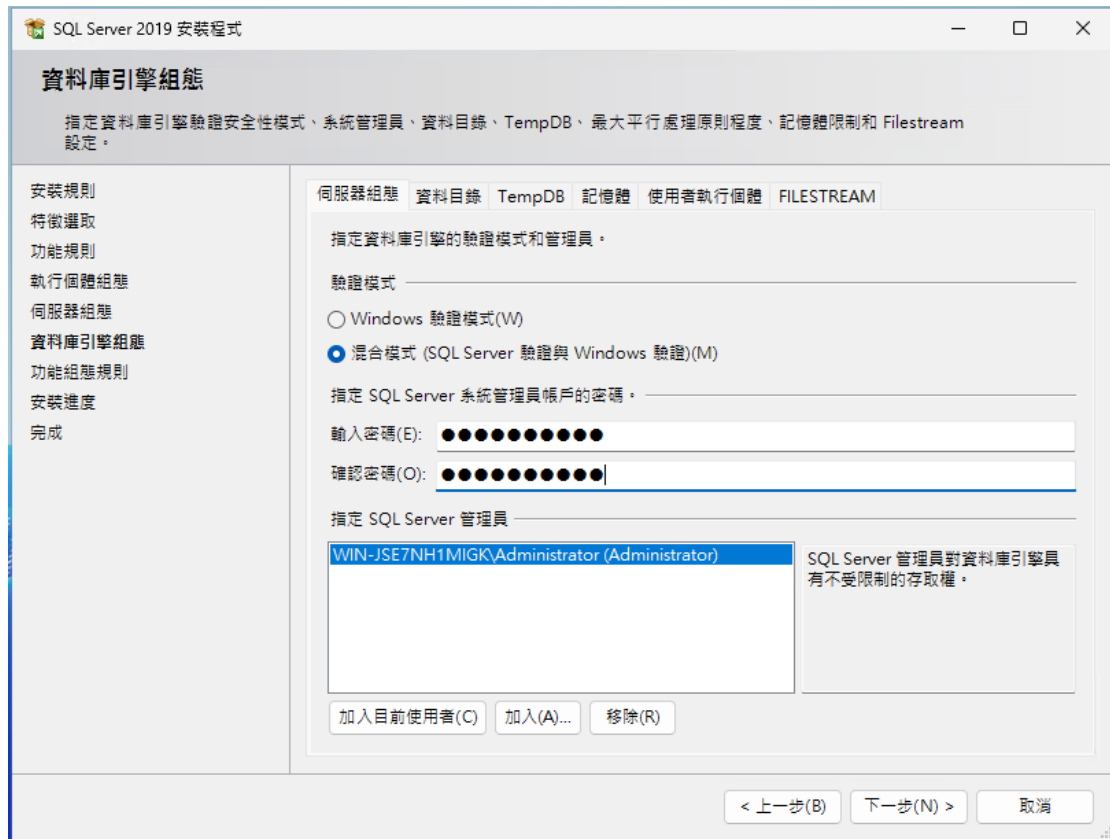 SQL Server 2019 安裝程式
資料庫引擎組態
指定資料庫引擎驗證安全性模式、系統管理員、資料目錄、TempDB、最大平行處理原則程度、記憶體限制和 Filestream
設定。
安裝規則
特徵選取
功能規則
執行個體組態
伺服器組態
資料庫引擎組態
功能組態規則
安裝進度
完成
伺服器組態 資料目錄 TempDB 記憶體 使用者執行個體 FILESTREAM
指定資料庫引擎的驗證模式和管理員。
驗證模式
Windows 驗證模式(W)
混合模式 (SQL Server 驗證與 Windows 驗證)(M)
指定 SQL Server 系統管理員帳戶的密碼。
輸入密碼(E): ●●●●●●●●●●
確認密碼(O): ●●●●●●●●●●
指定 SQL Server 管理員
WIN-JSE7NH1MIGK\Administrator (Administrator)
SQL Server 管理員對資料庫引擎具
有不受限制的存取權。
加入目前使用者(C) 加入(A)... 移除(R)
< 上一步(B) 下一步(N) > 取消